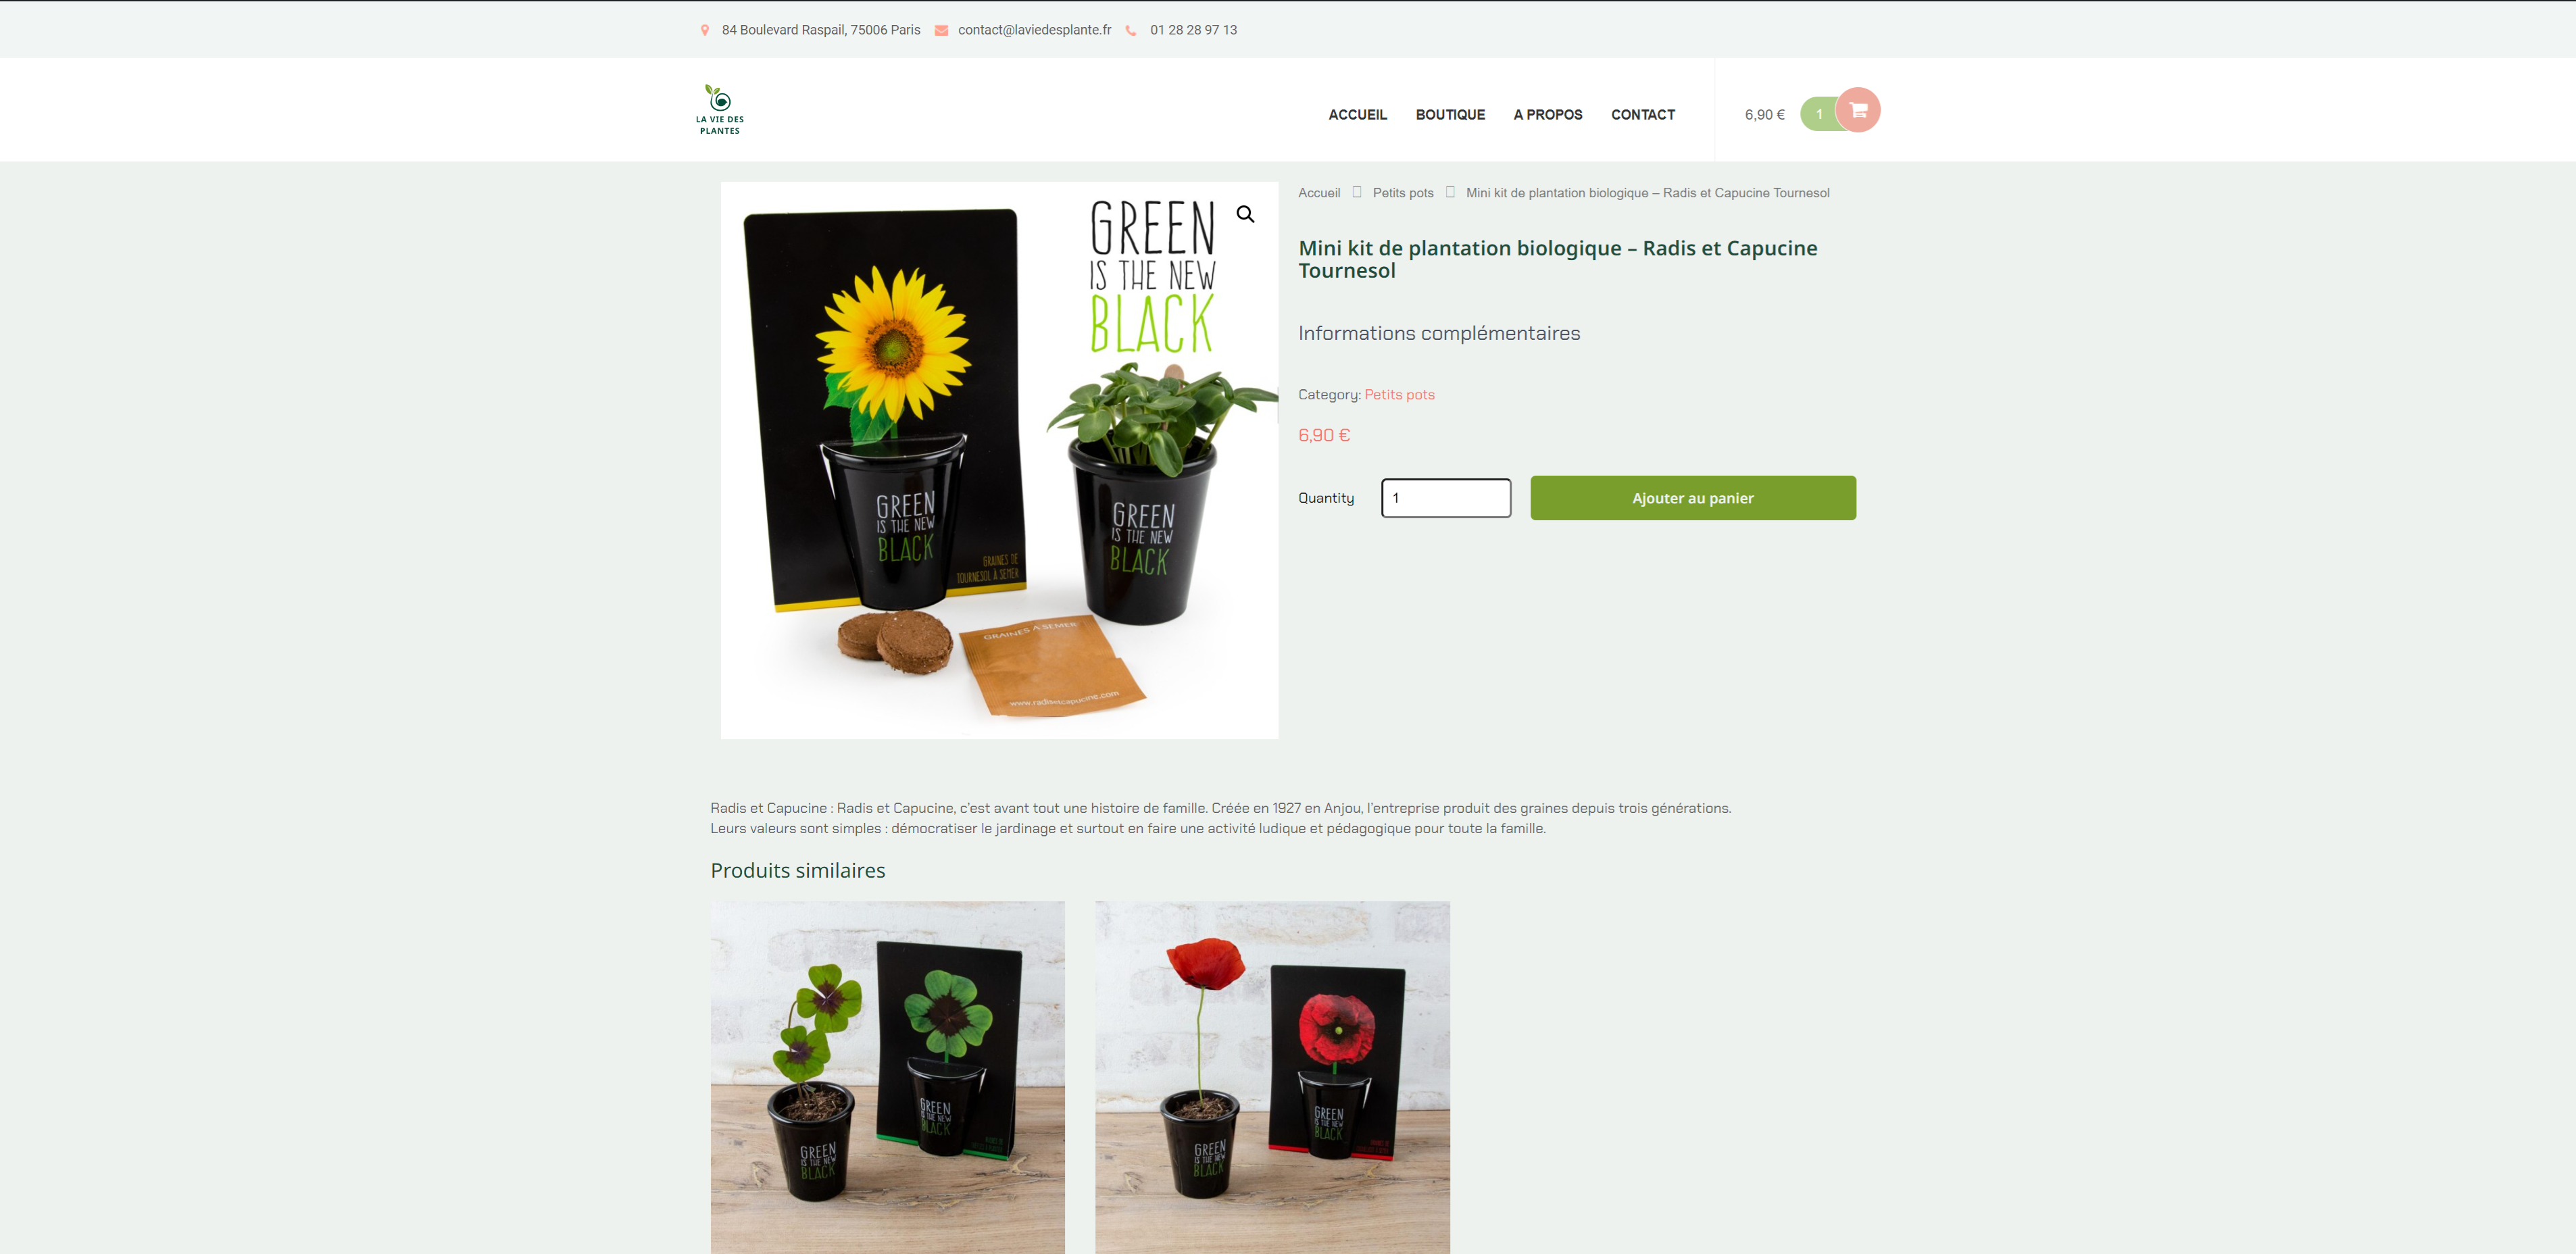 84 Boulevard Raspail, 75006 Paris contact@laviedesplante.fr 01 28 28 97 13
LA VIE DES
PLANTES
ACCUEIL BOUTIQUE A PROPOS CONTACT 6,90 € 1
Accueil Petits pots Mini kit de plantation biologique – Radis et Capucine Tournesol
Mini kit de plantation biologique – Radis et Capucine
Tournesol
Informations complémentaires
Category: Petits pots
6,90 €
Quantity 1 Ajouter au panier
GREEN
IS THE NEW
BLACK
GREEN
IS THE NEW
BLACK
GRAINES DE
TOURNESOL À SEMER
GREEN
IS THE NEW
BLACK
GRAINES À SEMER
www.radisetcapucine.com
Radis et Capucine : Radis et Capucine, c'est avant tout une histoire de famille. Créée en 1927 en Anjou, l'entreprise produit des graines depuis trois générations.
Leurs valeurs sont simples : démocratiser le jardinage et surtout en faire une activité ludique et pédagogique pour toute la famille.
Produits similaires
GREEN
IS THE NEW
BLACK
GREEN
IS THE NEW
BLACK
GREEN
IS THE NEW
BLACK
GREEN
IS THE NEW
BLACK